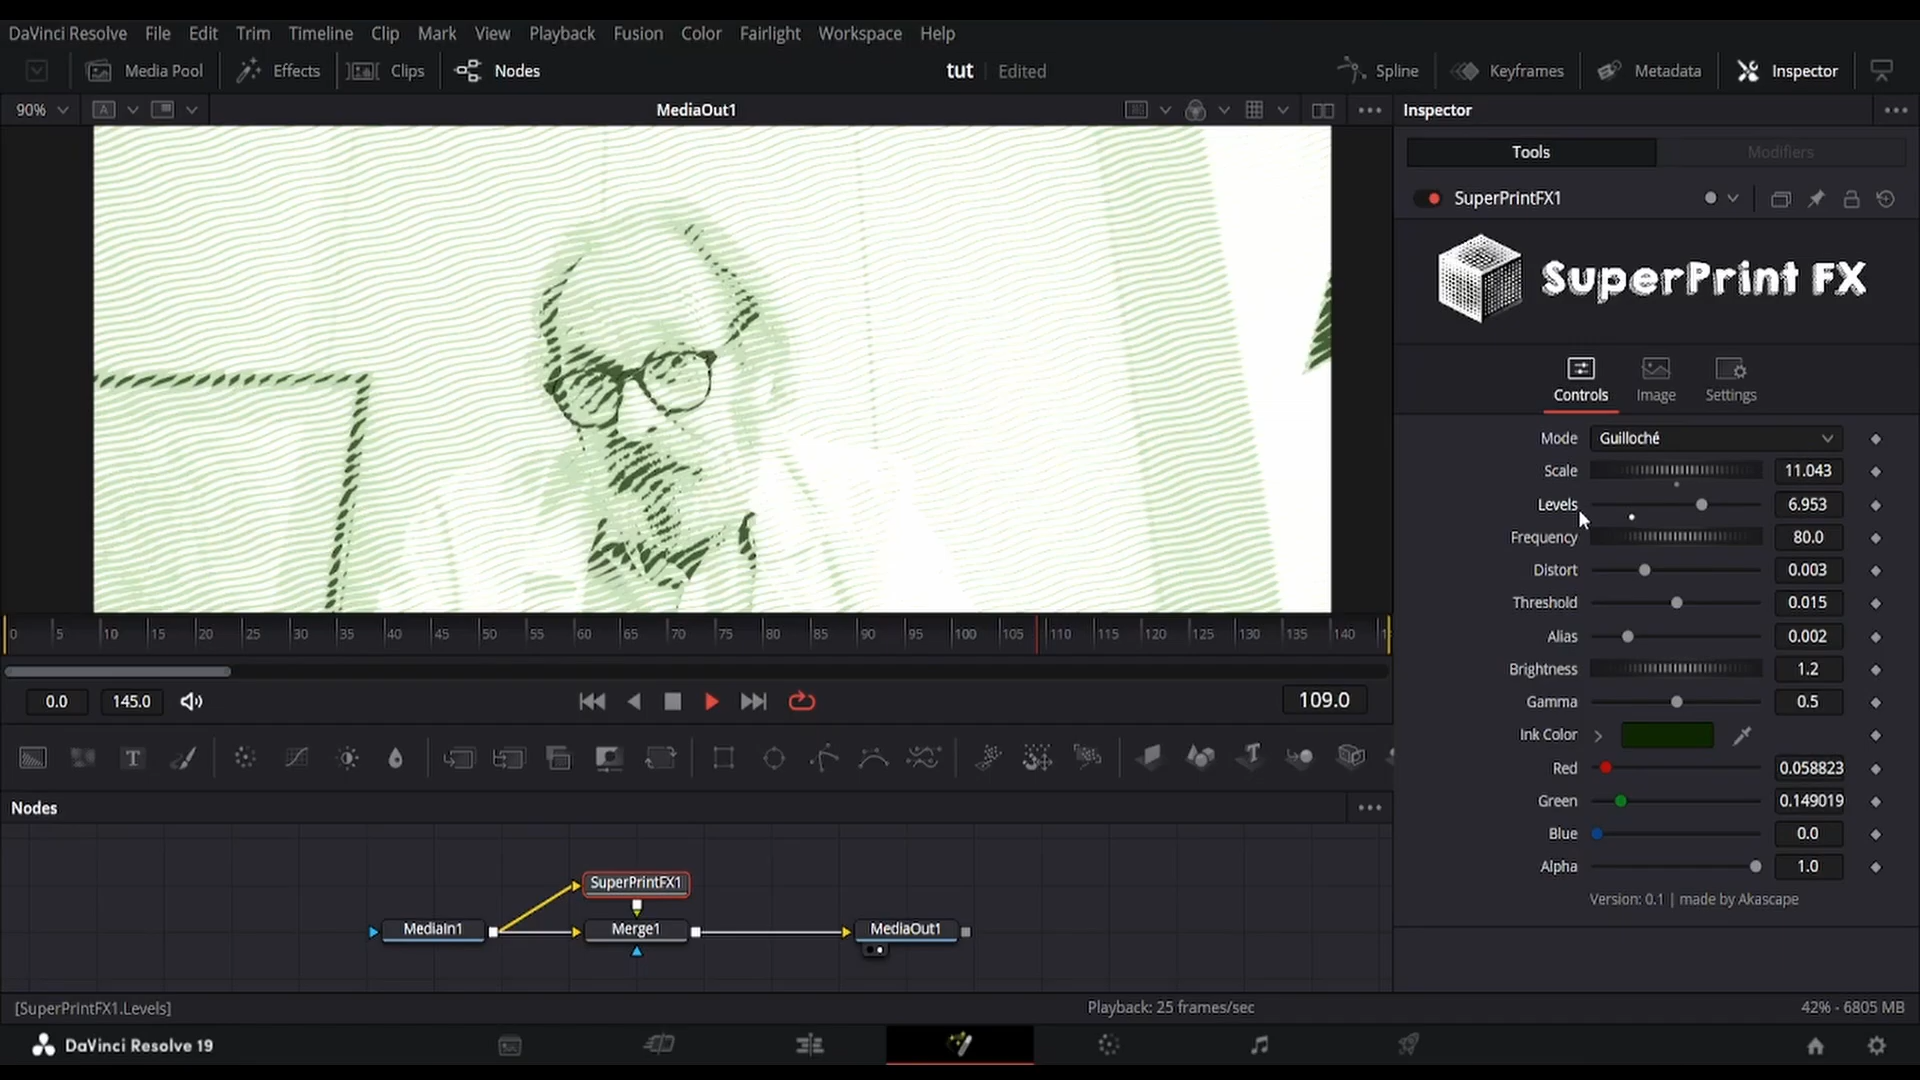 DaVinci Resolve File Edit Trim Timeline Clip Mark View Playback Fusion Color Fairlight Workspace Help
Media Pool Effects Clips Nodes tut Edited Spline Keyframes Metadata Inspector
90% A MediaOut1 Inspector
Tools Modifiers
SuperPrintFX1
SuperPrint FX
Controls Image Settings
Mode Guilloché
Scale 11.043
Levels 6.953
Frequency 80.0
Distort 0.003
Threshold 0.015
Alias 0.002
Brightness 1.2
Gamma 0.5
Ink Color
Red 0.058823
Green 0.149019
Blue 0.0
Alpha 1.0
Version: 0.1 | made by Akascape
0 5 10 15 20 25 30 35 40 45 50 55 60 65 70 75 80 85 90 95 100 105 110 115 120 125 130 135 140 1
0.0 145.0 109.0
T T
Nodes
SuperPrintFX1
MediaIn1 Merge1 MediaOut1
[SuperPrintFX1.Levels] Playback: 25 frames/sec 42% - 6805 MB
DaVinci Resolve 19